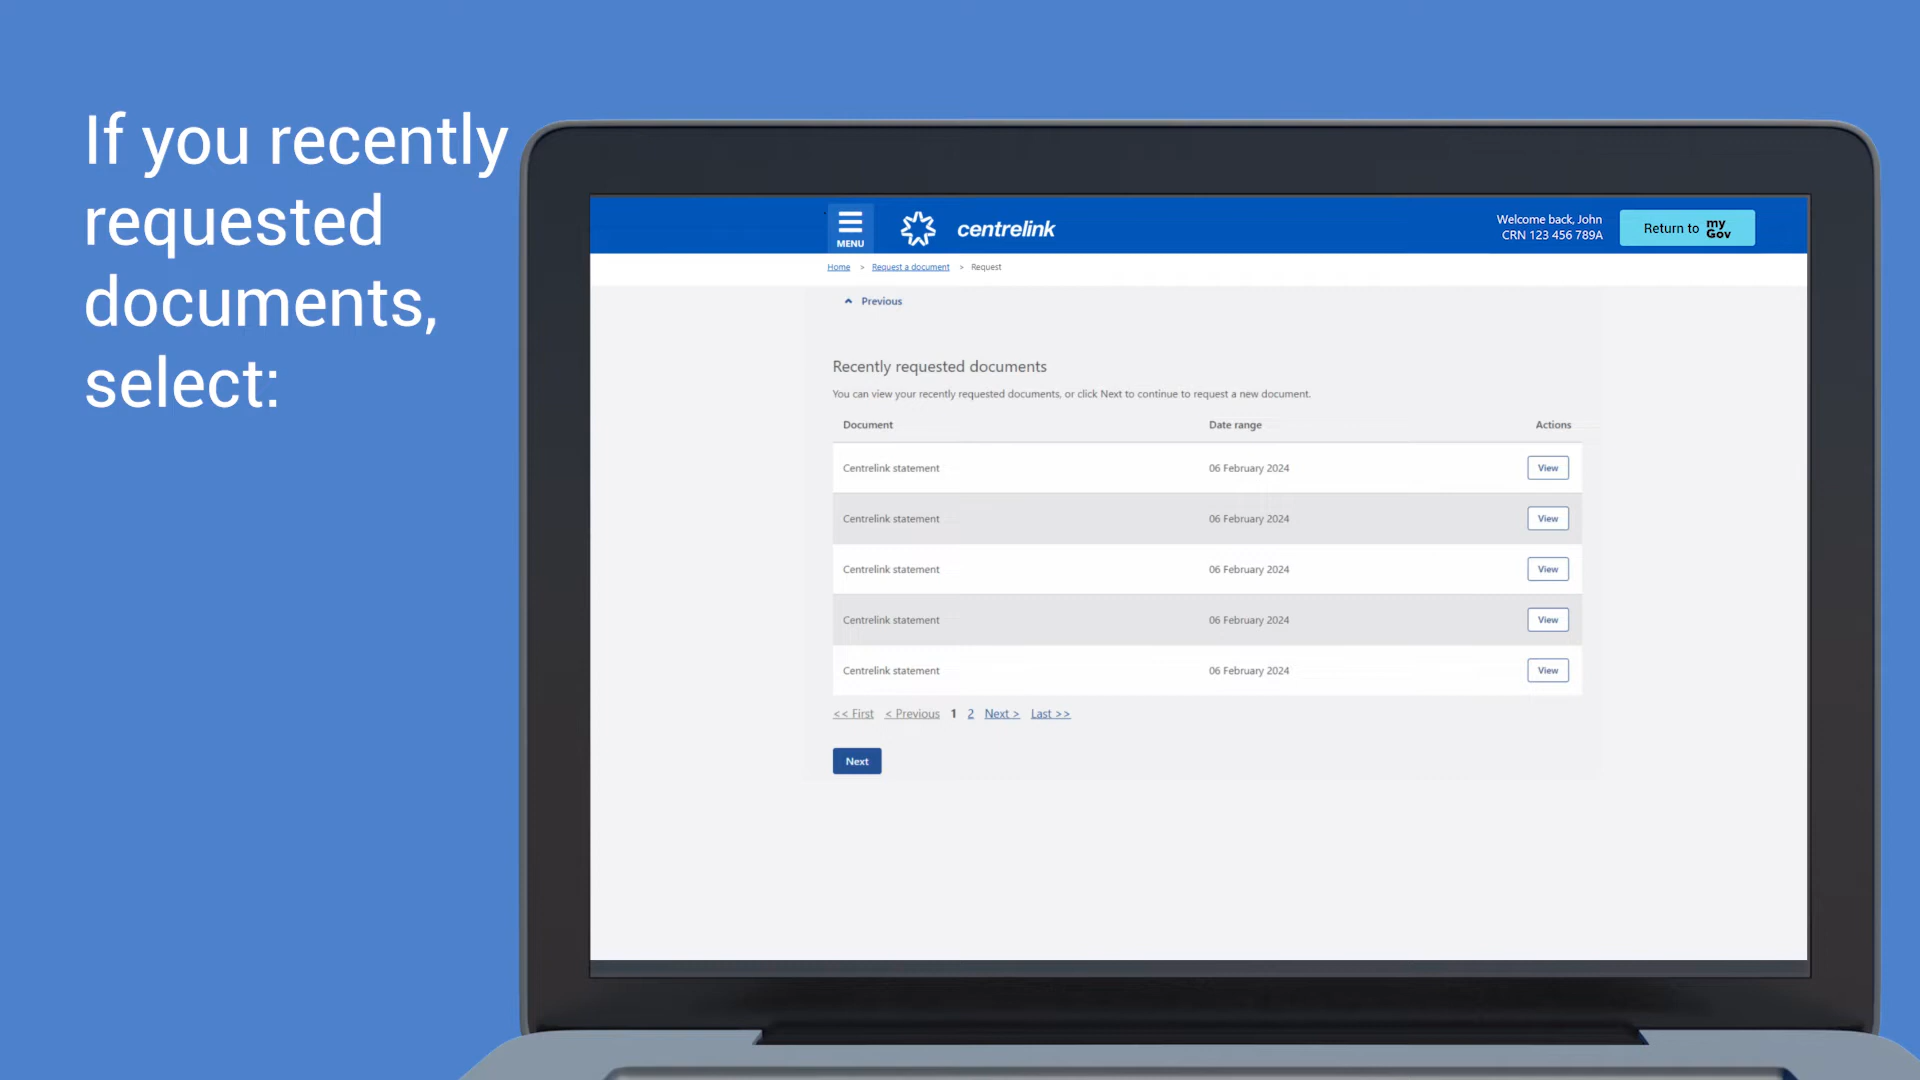 If you recently
requested
documents,
select:
MENU
centrelink
Welcome back, John
CRN 123 456 789A
Return to my Gov
Home > Request a document > Request
Previous
Recently requested documents
You can view your recently requested documents, or click Next to continue to request a new document.
Document Date range Actions
Centrelink statement 06 February 2024 View
Centrelink statement 06 February 2024 View
Centrelink statement 06 February 2024 View
Centrelink statement 06 February 2024 View
Centrelink statement 06 February 2024 View
<< First < Previous 1 2 Next > Last >>
Next